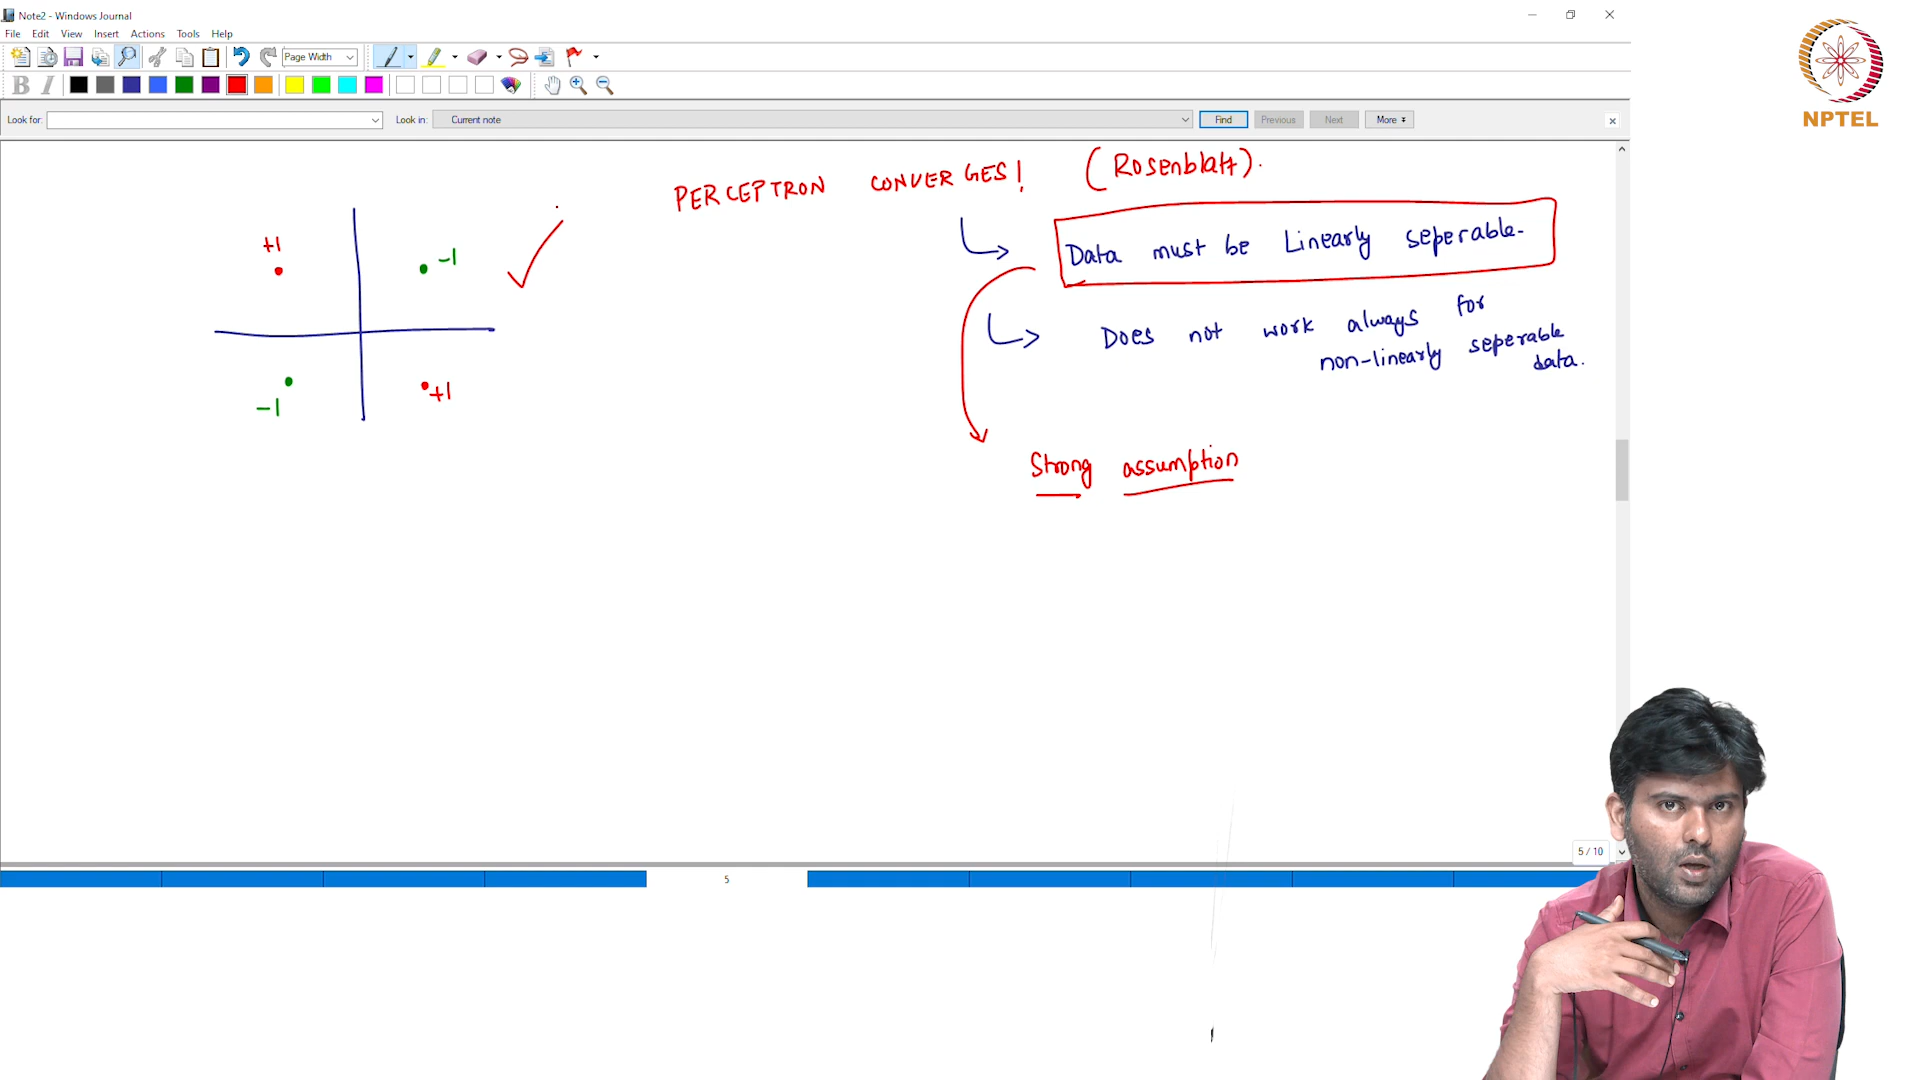 Note2 - Windows Journal
File Edit View Insert Actions Tools Help
Page Width
B I
Look for: Look in: Current note Find Previous Next More
NPTEL
PERCEPTRON CONVERGES! (Rosenblatt).
Data must be Linearly seperable.
Does not work always for
non-linearly seperable
data.
Strong assumption
+1
-1
-1
+1
5 / 10
5